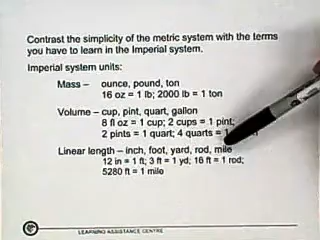 Contrast the simplicity of the metric system with the terms
you have to learn in the Imperial system.
Imperial system units:
Mass – ounce, pound, ton
16 oz = 1 lb; 2000 lb = 1 ton
Volume – cup, pint, quart, gallon
8 fl oz = 1 cup; 2 cups = 1 pint;
2 pints = 1 quart; 4 quarts = 1
Linear length – inch, foot, yard, rod, mile
12 in = 1 ft; 3 ft = 1 yd; 16 ft = 1 rod;
5280 ft = 1 mile
LEARNING ASSISTANCE CENTRE